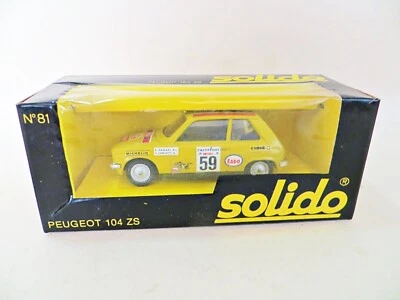 solido
N°81
MICHELIN
59
Esso
solido®
PEUGEOT 104 ZS